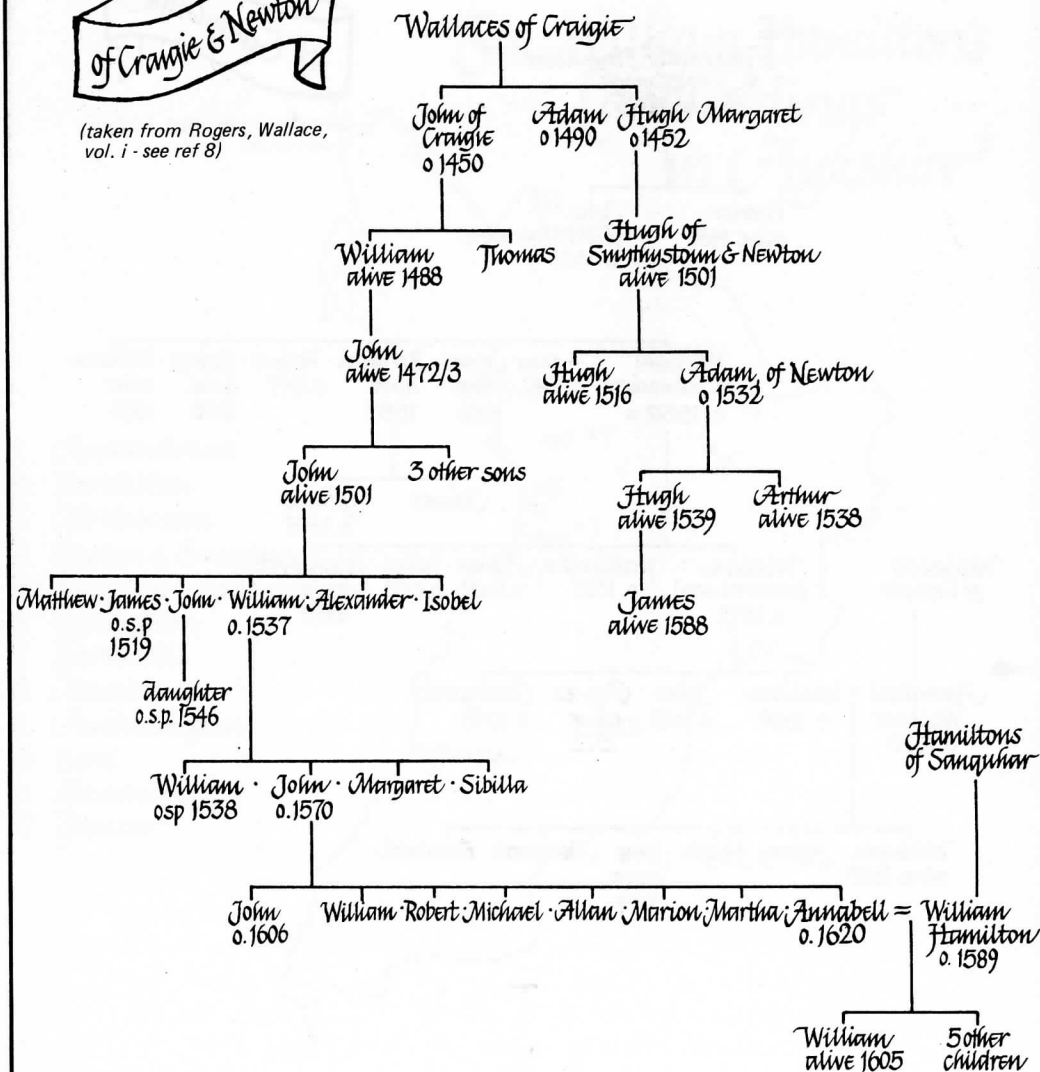 of Craigie & Newton
(taken from Rogers, Wallace,
vol. i - see ref 8)
Wallaces of Craigie
John of Adam Hugh Margaret
Craigie o 1490 o 1452
o 1450
William Thomas Hugh of
alive 1488 Smythystoun & Newton
alive 1501
John Hugh Adam, of Newton
alive 1472/3 alive 1516 o 1532
John 3 other sons Hugh Arthur
alive 1501 alive 1539 alive 1538
Matthew · James · John · William · Alexander · Isobel James
o.s.p o.1537 alive 1588
1519
daughter
o.s.p. 1546
Hamiltons
of Sanquhar
William · John · Margaret · Sibilla
osp 1538 o.1570
John William · Robert · Michael · Allan · Marion · Martha · Annabell = William
o.1606 o.1620 Hamilton
o. 1589
William 5 other
alive 1605 children